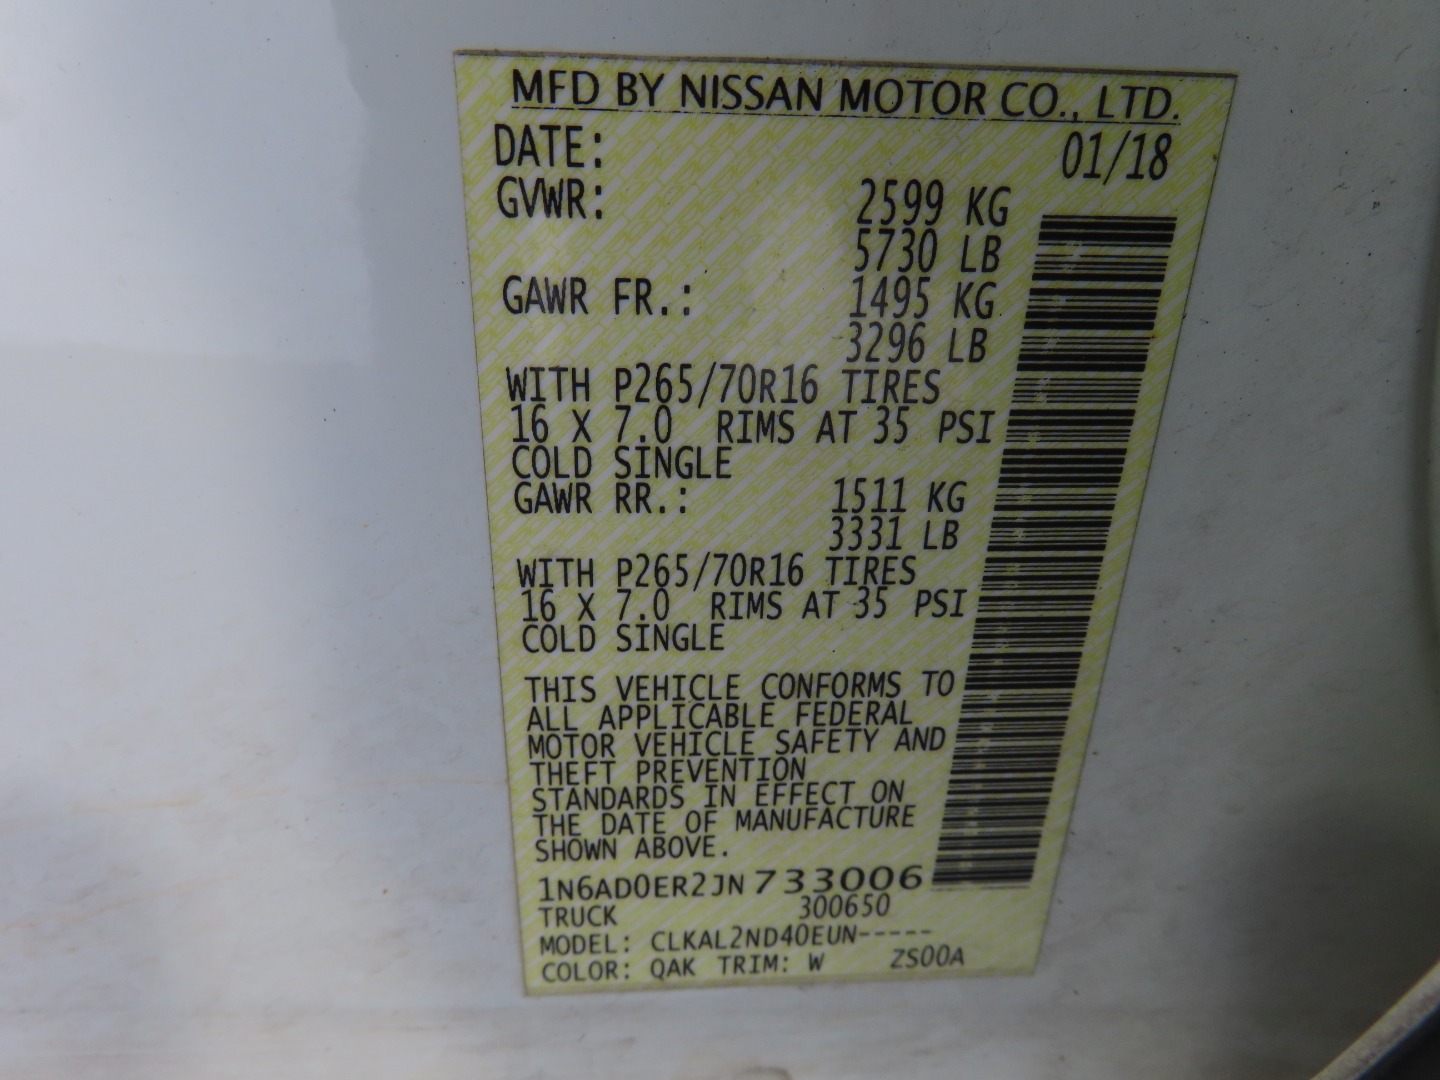 MFD BY NISSAN MOTOR CO., LTD.
DATE: 01/18
GVWR: 2599 KG
5730 LB
GAWR FR.: 1495 KG
3296 LB
WITH P265/70R16 TIRES
16 X 7.0 RIMS AT 35 PSI
COLD SINGLE
GAWR RR.: 1511 KG
3331 LB
WITH P265/70R16 TIRES
16 X 7.0 RIMS AT 35 PSI
COLD SINGLE
THIS VEHICLE CONFORMS TO
ALL APPLICABLE FEDERAL
MOTOR VEHICLE SAFETY AND
THEFT PREVENTION
STANDARDS IN EFFECT ON
THE DATE OF MANUFACTURE
SHOWN ABOVE.
1N6AD0ER2JN733006
TRUCK 300650
MODEL: CLKAL2ND40EUN-----
COLOR: QAK TRIM: W ZS00A